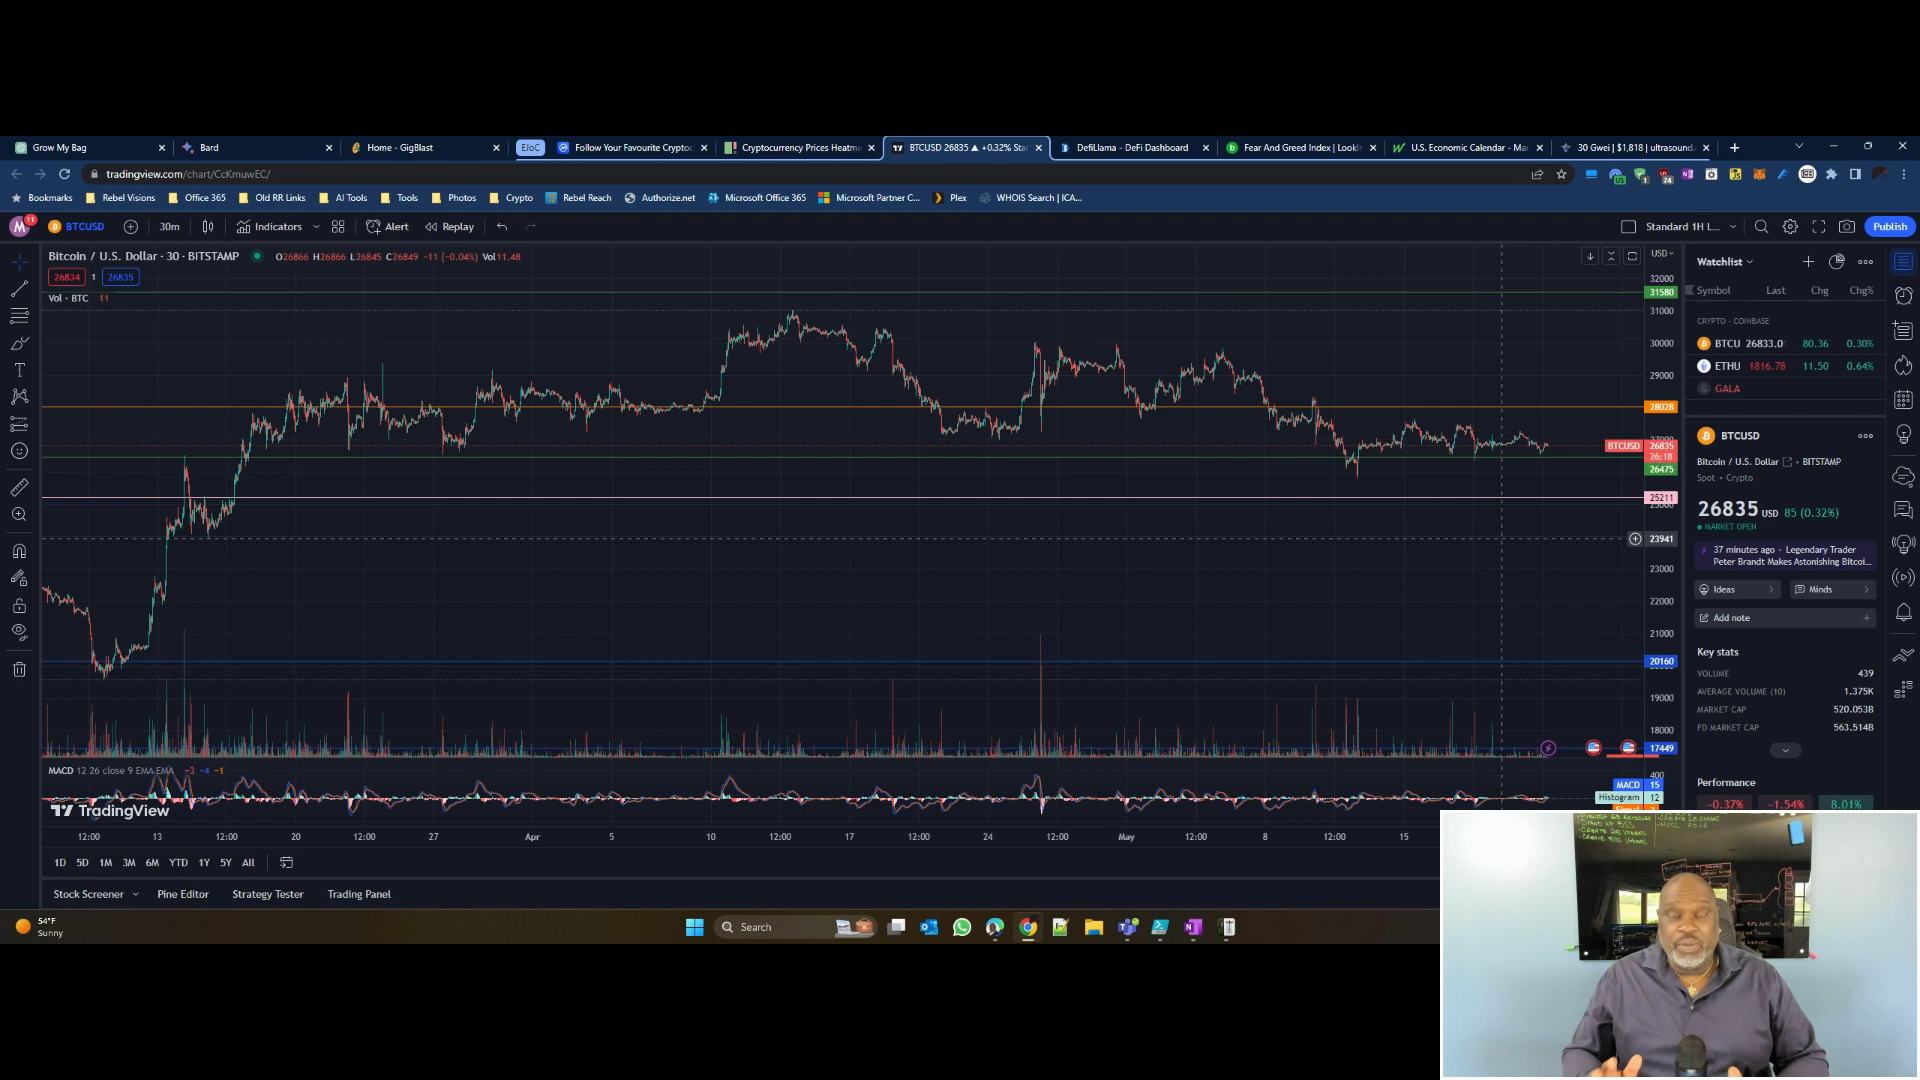 Grow My Bag
Bard
Home - GigBlast
EJoC
Follow Your Favourite Cryptoc
Cryptocurrency Prices Heatma
BTCUSD 26835 ▲ +0.32% Sta
DefiLlama - DeFi Dashboard
Fear And Greed Index | LookIn
U.S. Economic Calendar - Mar
30 Gwei | $1,818 | ultrasound.
tradingview.com/chart/CcKmuwEC/
Bookmarks
Rebel Visions
Office 365
Old RR Links
AI Tools
Tools
Photos
Crypto
Rebel Reach
Authorize.net
Microsoft Office 365
Microsoft Partner C...
Plex
WHOIS Search | ICA...
M
11
BTCUSD
30m
Indicators
Alert
Replay
Standard 1H L...
Publish
Bitcoin / U.S. Dollar · 30 · BITSTAMP
O26866 H26866 L26845 C26849 −11 (−0.04%) Vol11.48
26834 1 26835
Vol · BTC 11
USD
32000
31580
31000
30000
29000
28028
BTCUSD 26835
26:18
26475
25211
23941
23000
22000
21000
20160
19000
18000
17449
400
MACD 12 26 close 9 EMA EMA −3 −4 −1
MACD 15
Histogram 12
TradingView
12:00
13
12:00
20
12:00
27
Apr
5
10
12:00
17
12:00
24
12:00
May
8
12:00
15
1D
5D
1M
3M
6M
YTD
1Y
5Y
All
Stock Screener
Pine Editor
Strategy Tester
Trading Panel
Watchlist
Symbol Last Chg Chg%
CRYPTO - COINBASE
BTCU 26833.0 80.36 0.30%
ETHU 1816.78 11.50 0.64%
GALA
BTCUSD
Bitcoin / U.S. Dollar • BITSTAMP
Spot • Crypto
26835 USD 85 (0.32%)
MARKET OPEN
37 minutes ago • Legendary Trader
Peter Brandt Makes Astonishing Bitcoi...
Ideas
Minds
Add note
Key stats
VOLUME 439
AVERAGE VOLUME (10) 1.375K
MARKET CAP 520.053B
FD MARKET CAP 563.514B
Performance
−0.37% −1.54% 8.01%
54°F
Sunny
Search